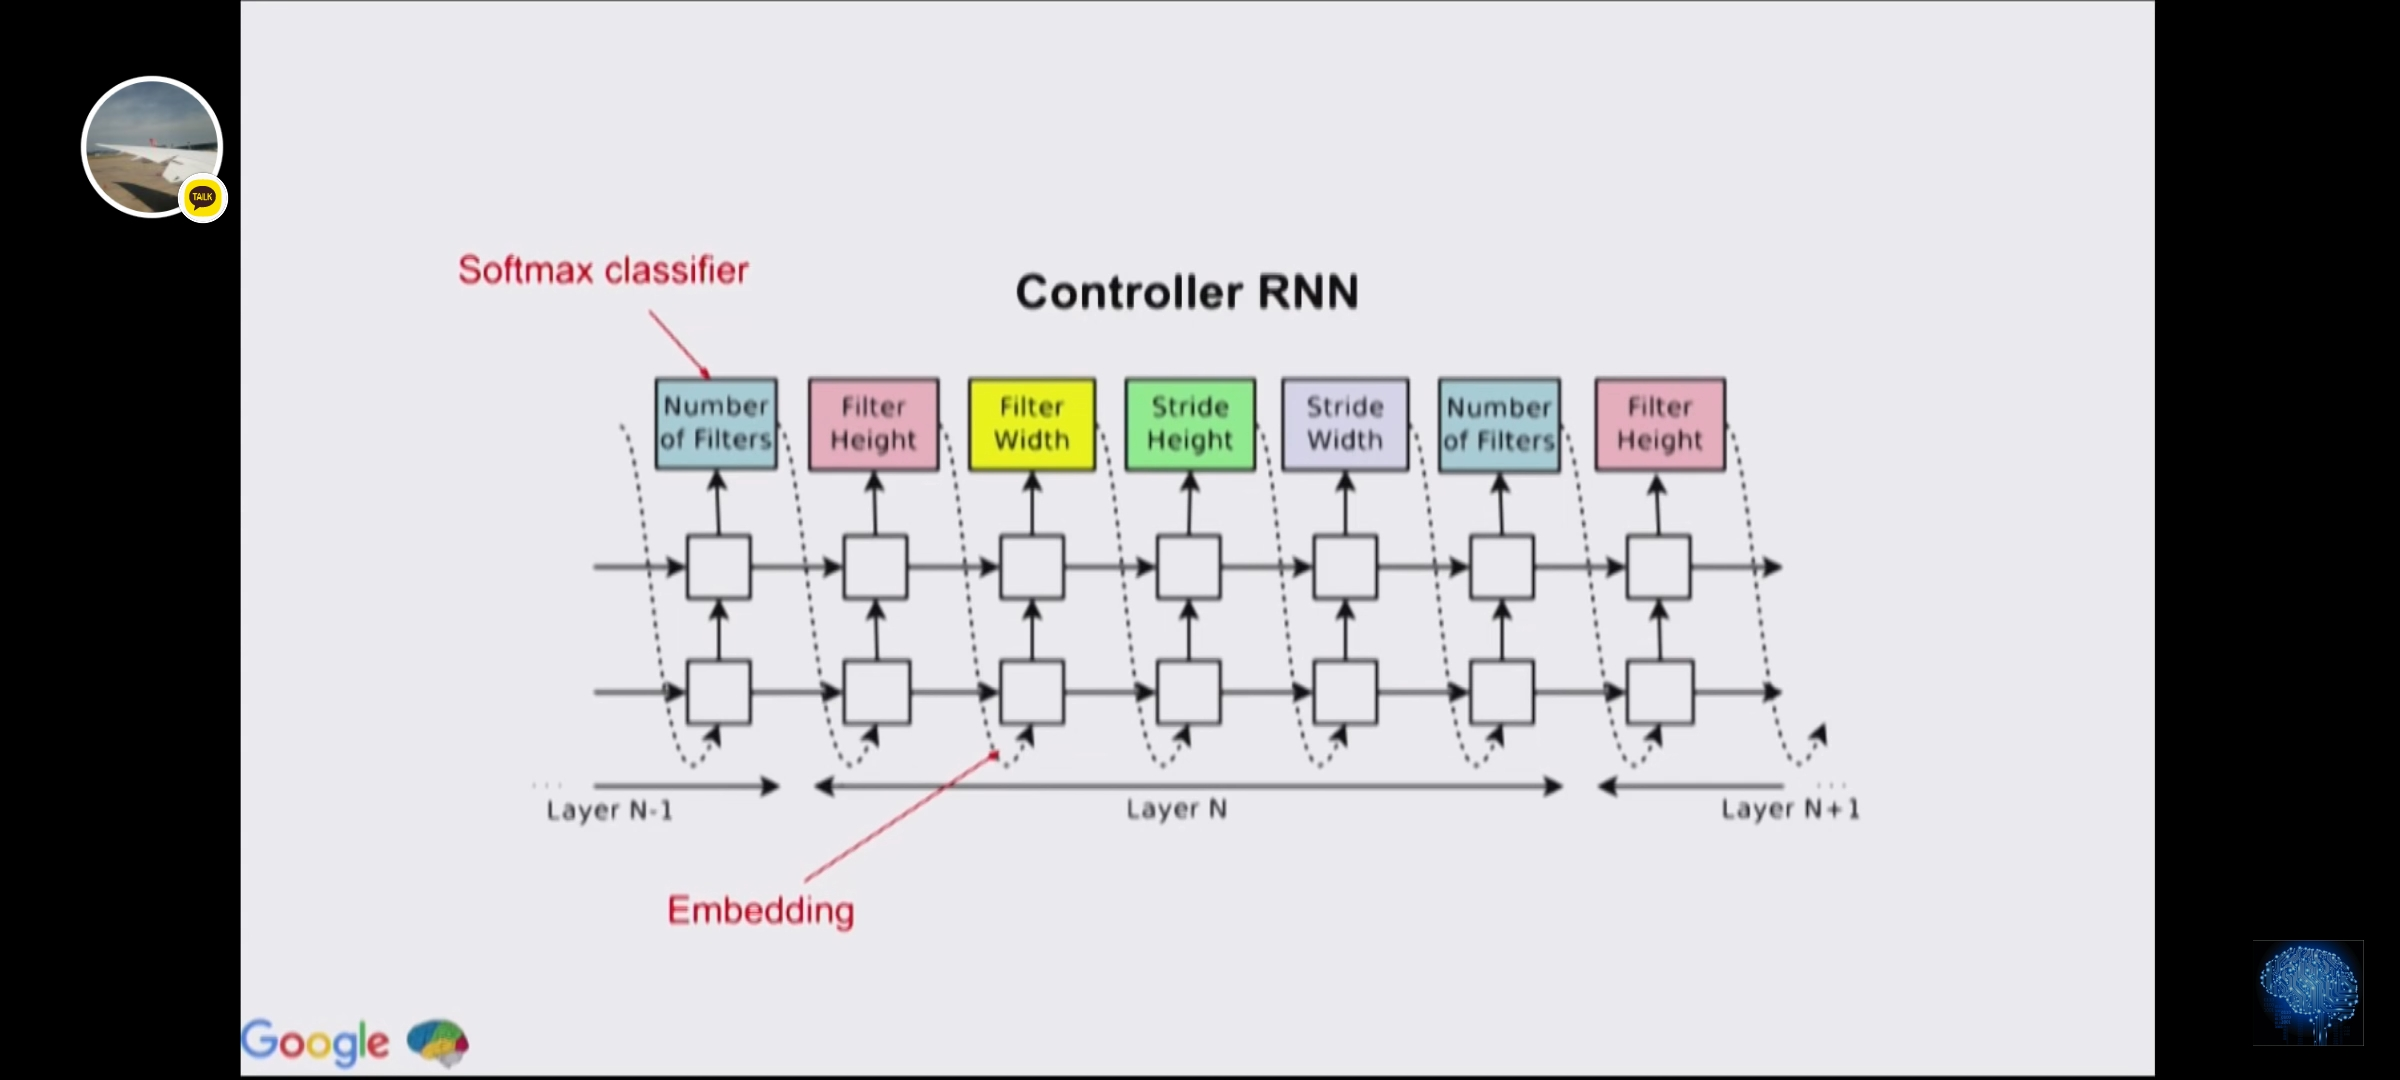 TALK
Softmax classifier
Controller RNN
Number
of Filters
Filter
Height
Filter
Width
Stride
Height
Stride
Width
Number
of Filters
Filter
Height
... Layer N-1
Layer N
Layer N+1 ...
Embedding
Google